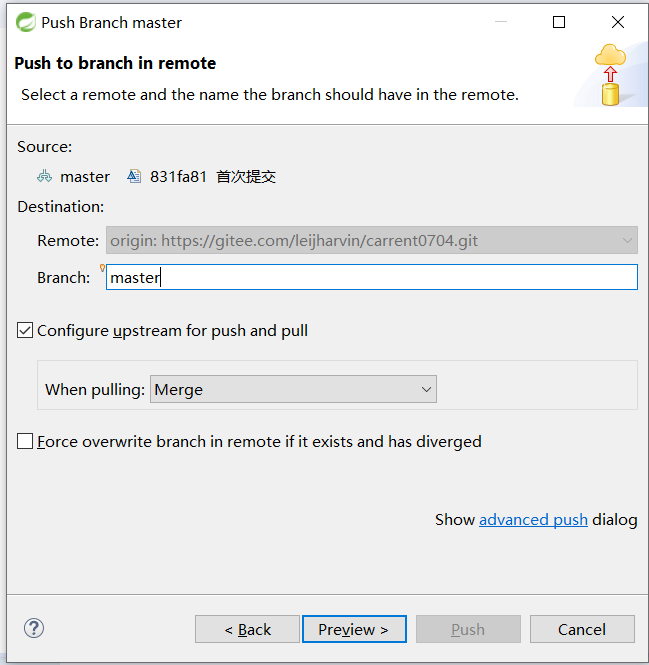 Push Branch master
Push to branch in remote
Select a remote and the name the branch should have in the remote.
Source:
master 831fa81 首次提交
Destination:
Remote: origin: https://gitee.com/leijharvin/carrent0704.git
Branch: master
Configure upstream for push and pull
When pulling: Merge
Force overwrite branch in remote if it exists and has diverged
Show advanced push dialog
< Back Preview > Push Cancel